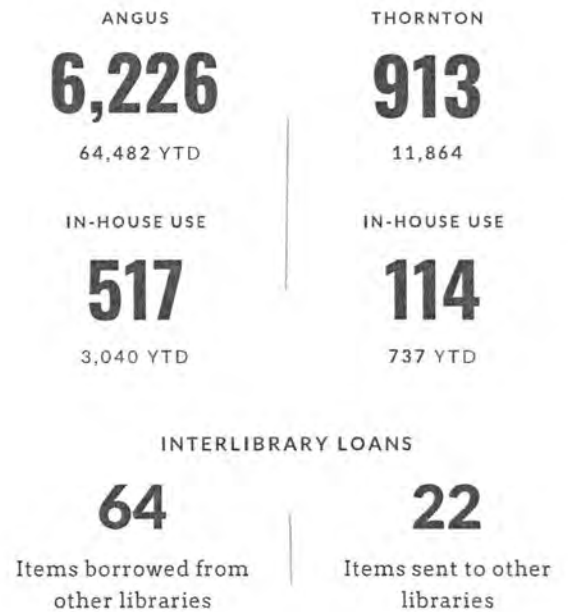 ANGUS
6,226
64,482 YTD
THORNTON
913
11,864
IN-HOUSE USE
517
3,040 YTD
IN-HOUSE USE
114
737 YTD
INTERLIBRARY LOANS
64
Items borrowed from
other libraries
22
Items sent to other
libraries